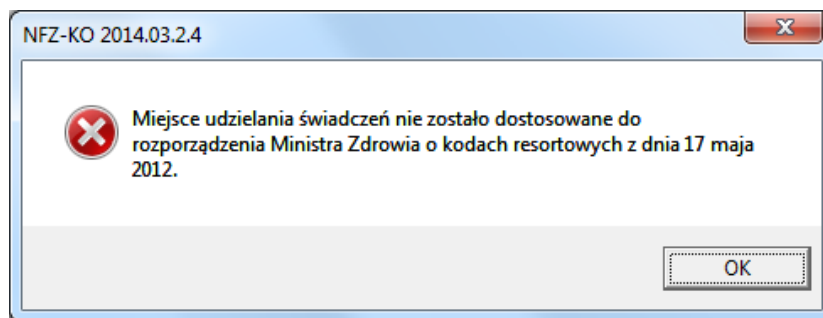 NFZ-KO 2014.03.2.4
Miejsce udzielania świadczeń nie zostało dostosowane do
rozporządzenia Ministra Zdrowia o kodach resortowych z dnia 17 maja
2012.
OK